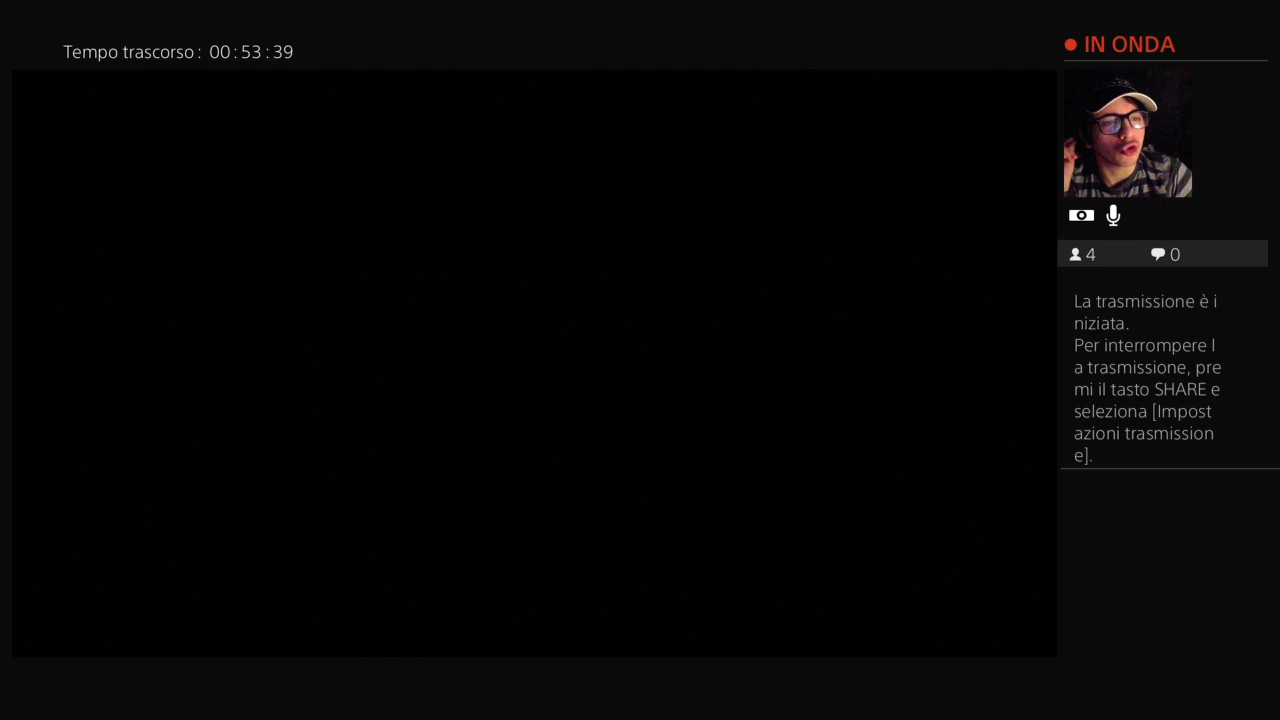 Tempo trascorso: 00:53:39
IN ONDA
4 0
La trasmissione è i
niziata.
Per interrompere l
a trasmissione, pre
mi il tasto SHARE e
seleziona [Impost
azioni trasmission
e].